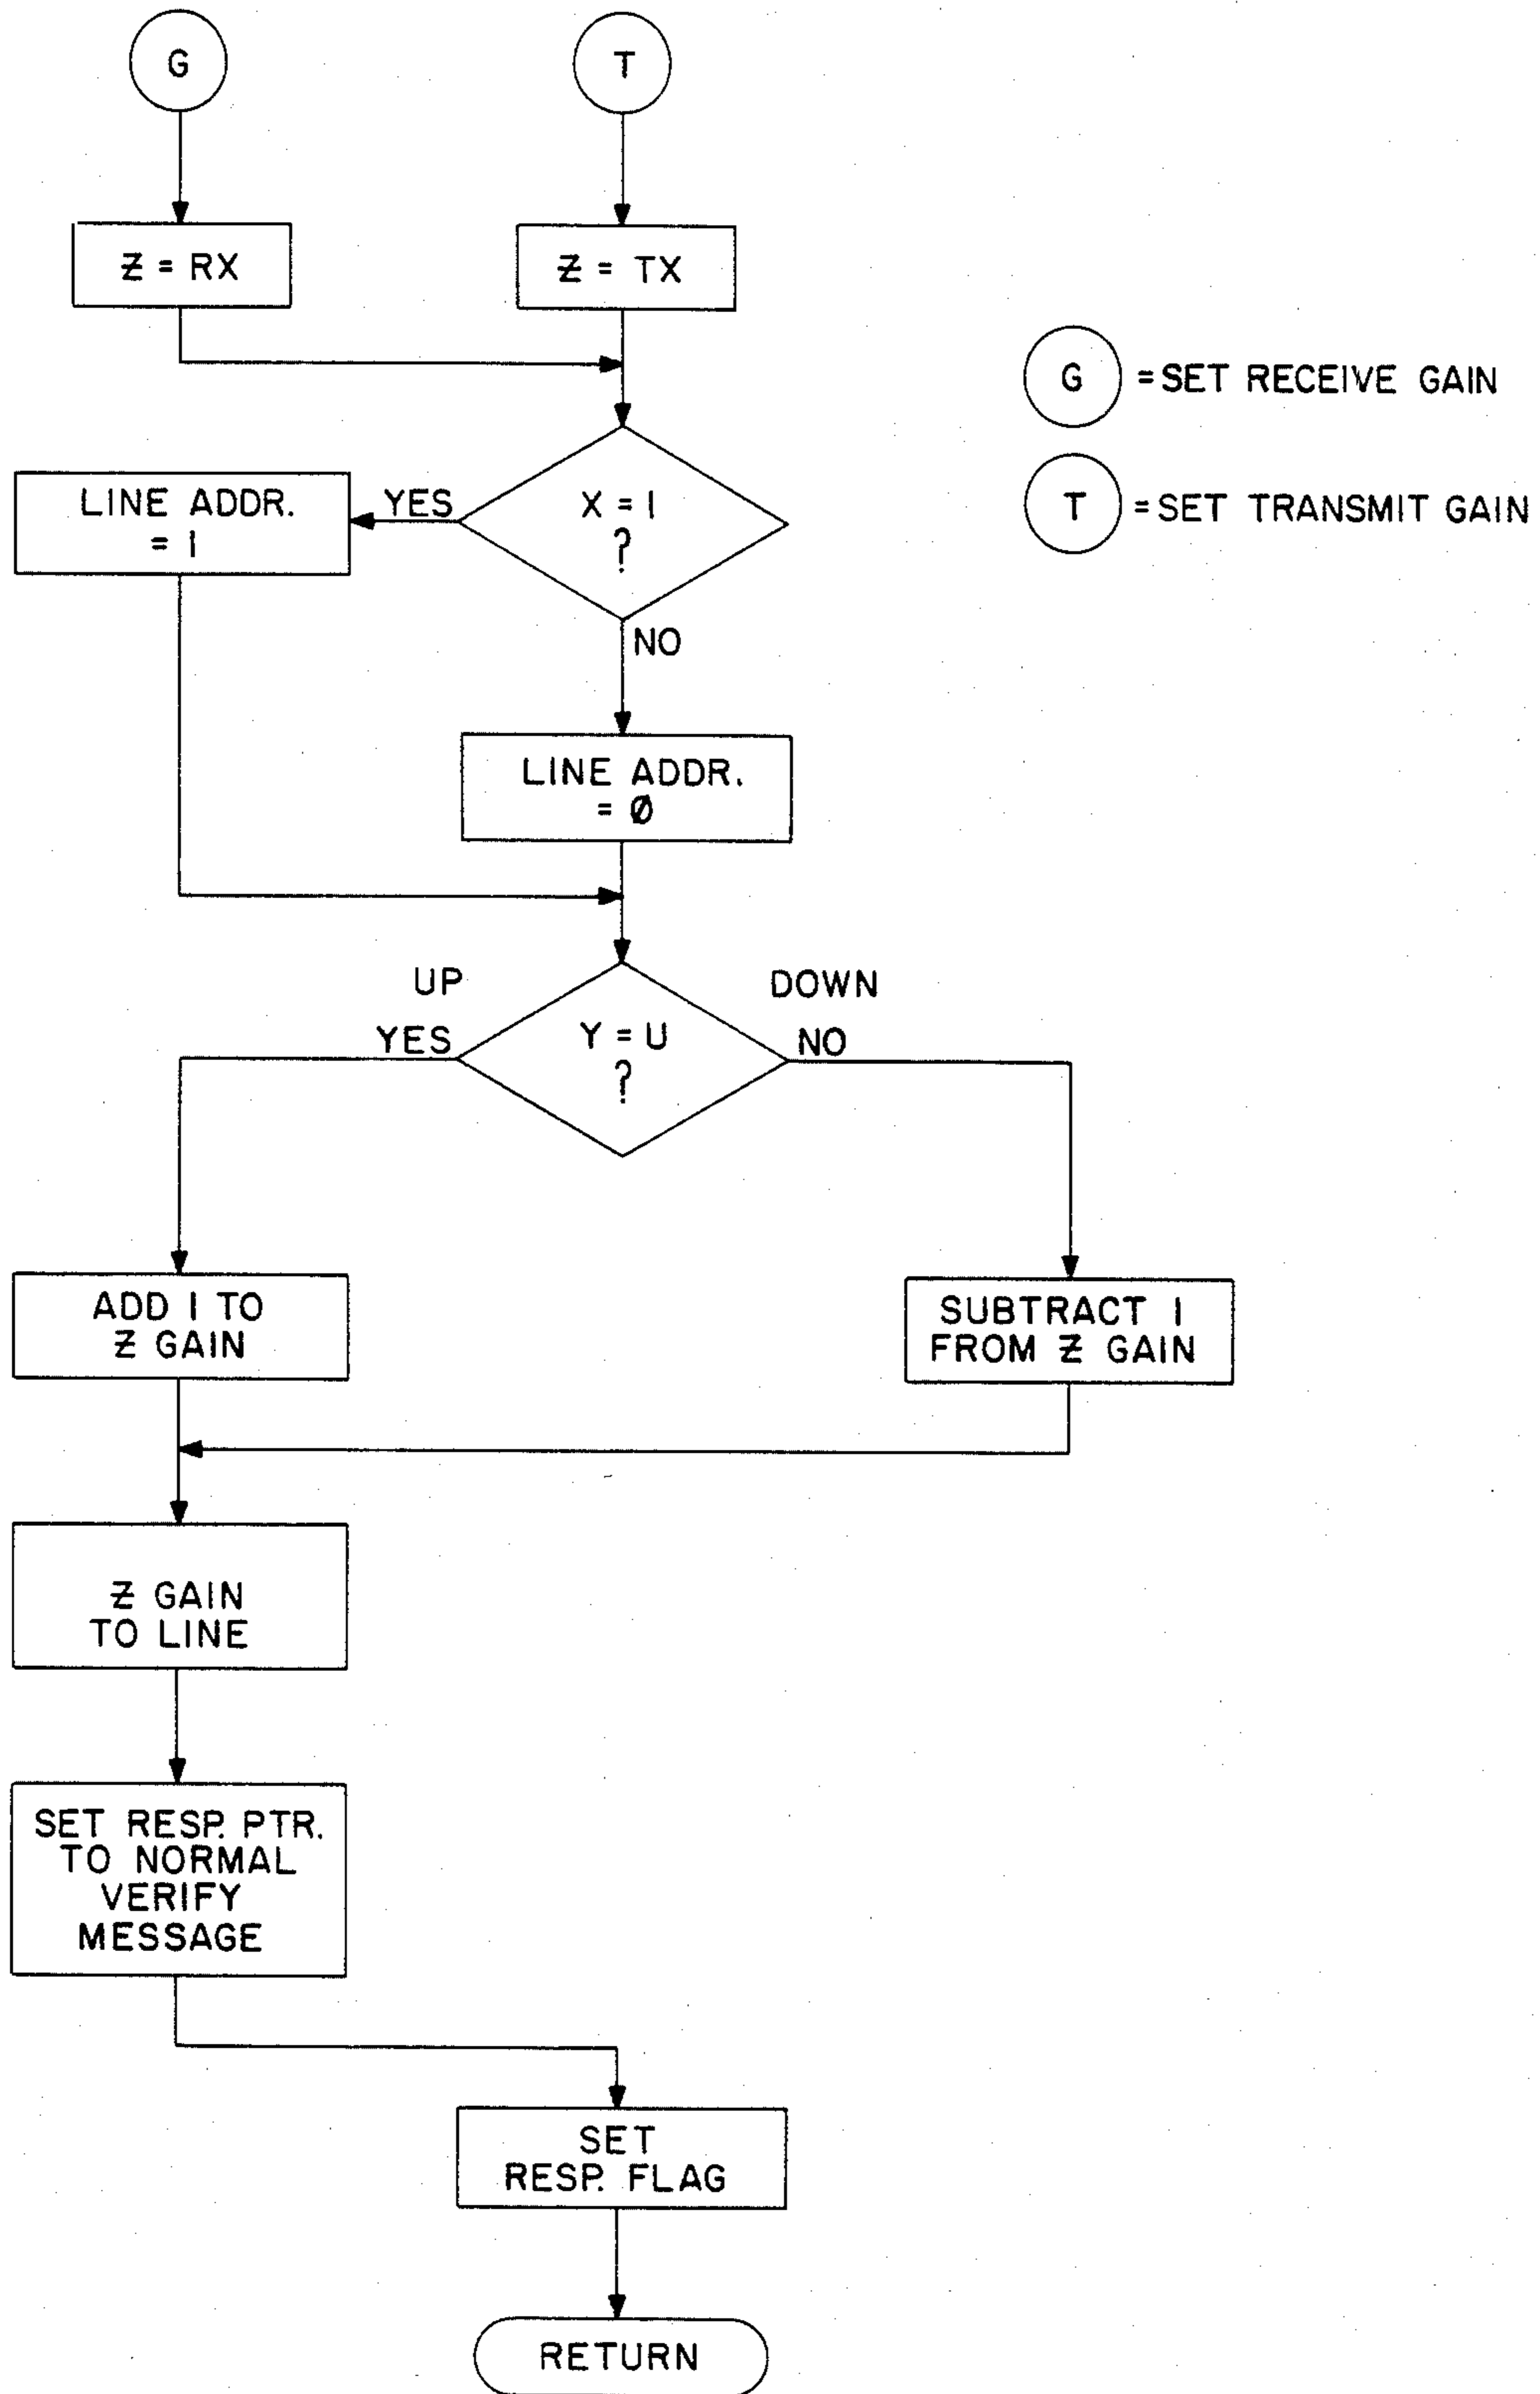 G
T
Z = RX
Z = TX
G = SET RECEIVE GAIN
T = SET TRANSMIT GAIN
LINE ADDR.
= 1
YES
X = 1
?
NO
LINE ADDR.
= Ø
UP
DOWN
YES
Y = U
?
NO
ADD 1 TO
Z GAIN
SUBTRACT 1
FROM Z GAIN
Z GAIN
TO LINE
SET RESP. PTR.
TO NORMAL
VERIFY
MESSAGE
SET
RESP. FLAG
RETURN